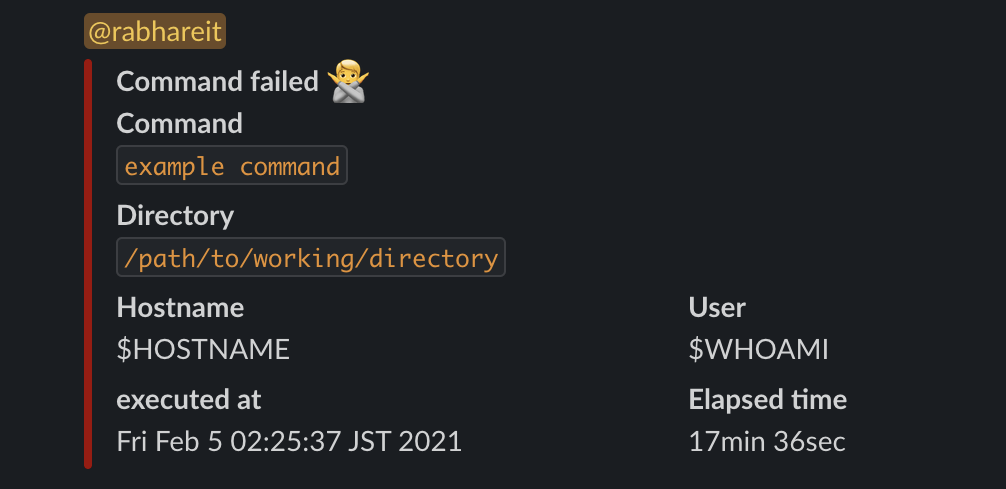 @rabhareit
Command failed 🙅
Command
example command
Directory
/path/to/working/directory
Hostname User
$HOSTNAME $WHOAMI
executed at Elapsed time
Fri Feb 5 02:25:37 JST 2021 17min 36sec